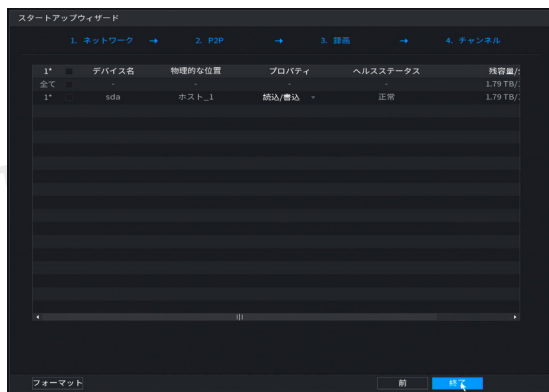 スタートアップウィザード
1. ネットワーク → 2. P2P → 3. 録画 → 4. チャンネル
1* デバイス名 物理的な位置 プロパティ ヘルスステータス 残容量/
全て - - - - 1.79 TB/
1* sda ホスト_1 読込/書込 正常 1.79 TB/
フォーマット 前 終了